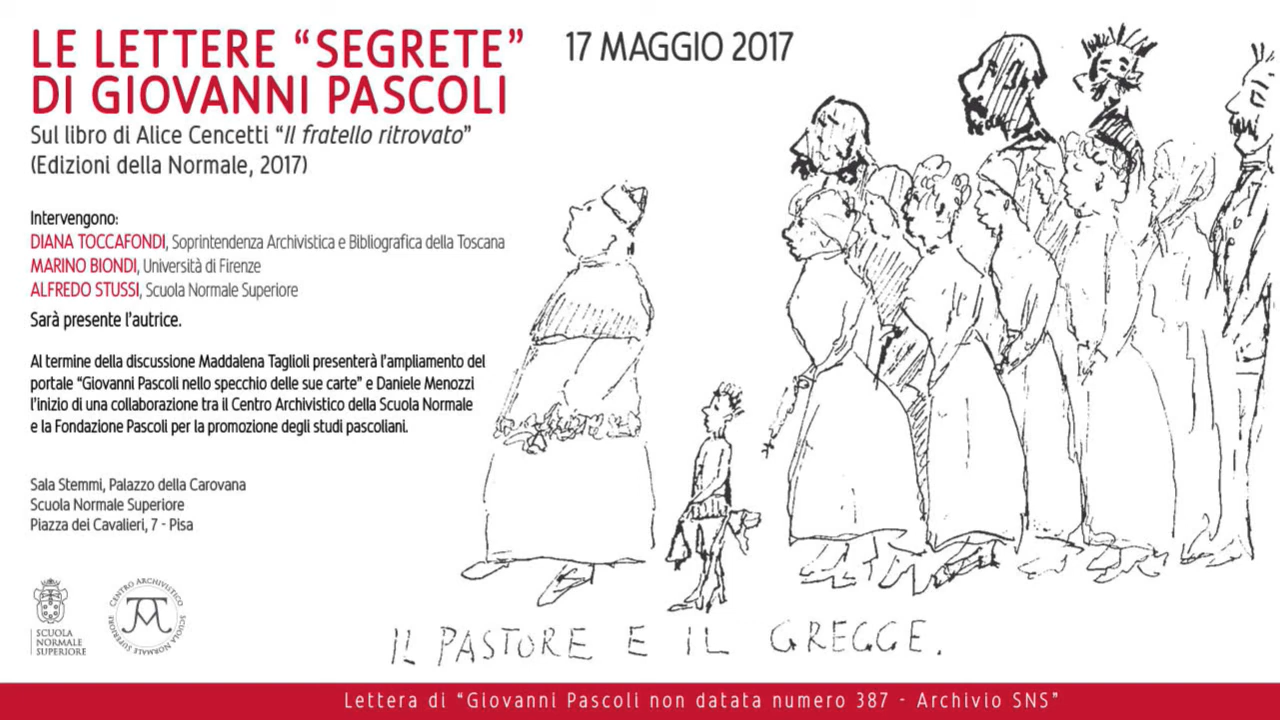 LE LETTERE “SEGRETE”
DI GIOVANNI PASCOLI
17 MAGGIO 2017
Sul libro di Alice Cencetti “Il fratello ritrovato”
(Edizioni della Normale, 2017)
Intervengono:
DIANA TOCCAFONDI, Soprintendenza Archivistica e Bibliografica della Toscana
MARINO BIONDI, Università di Firenze
ALFREDO STUSSI, Scuola Normale Superiore
Sarà presente l’autrice.
Al termine della discussione Maddalena Taglioli presenterà l’ampliamento del
portale “Giovanni Pascoli nello specchio delle sue carte” e Daniele Menozzi
l’inizio di una collaborazione tra il Centro Archivistico della Scuola Normale
e la Fondazione Pascoli per la promozione degli studi pascoliani.
Sala Stemmi, Palazzo della Carovana
Scuola Normale Superiore
Piazza dei Cavalieri, 7 - Pisa
SCUOLA
NORMALE
SUPERIORE
CENTRO ARCHIVISTICO
SCUOLA NORMALE SUPERIORE
IL PASTORE E IL GREGGE.
Lettera di “Giovanni Pascoli non datata numero 387 - Archivio SNS”